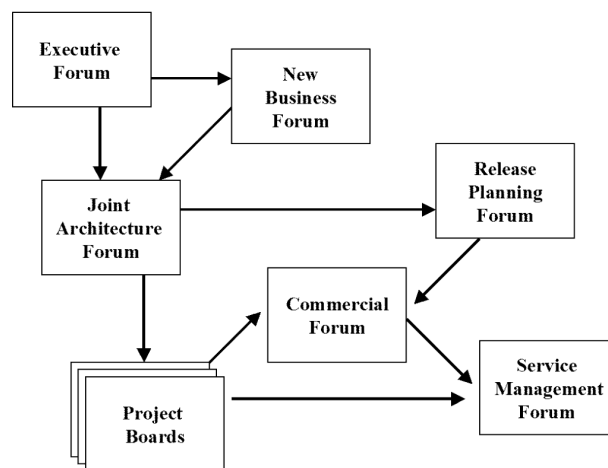 Executive
Forum
New
Business
Forum
Joint
Architecture
Forum
Release
Planning
Forum
Commercial
Forum
Project
Boards
Service
Management
Forum